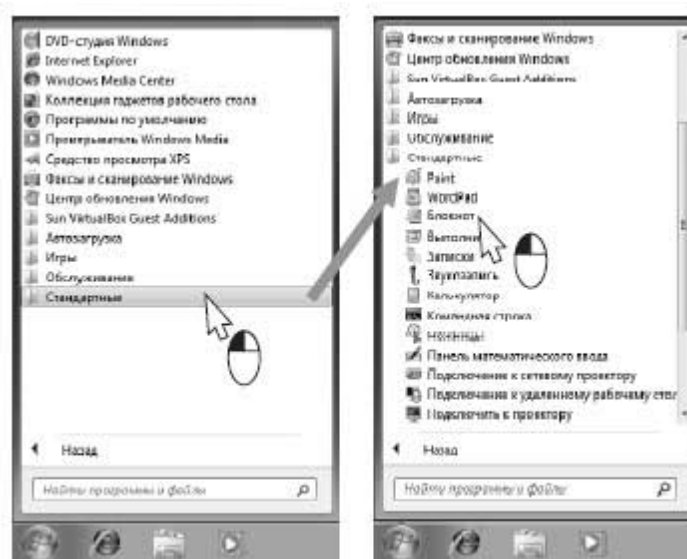 DVD-студия Windows
Internet Explorer
Windows Media Center
Коллекция гаджетов рабочего стола
Программы по умолчанию
Проигрыватель Windows Media
Средство просмотра XPS
Факсы и сканирование Windows
Центр обновления Windows
Sun VirtualBox Guest Additions
Автозагрузка
Игры
Обслуживание
Стандартные
Назад
Найти программы и файлы
Факсы и сканирование Windows
Центр обновления Windows
Sun VirtualBox Guest Additions
Автозагрузка
Игры
Обслуживание
Стандартные
Paint
WordPad
Блокнот
Выполни
Записки
Звукозапись
Калькулятор
Командная строка
Ножницы
Панель математического ввода
Подключение к сетевому проектору
Подключение к удаленному рабочему стол
Подключить к проектору
Назад
Найти программы и файлы